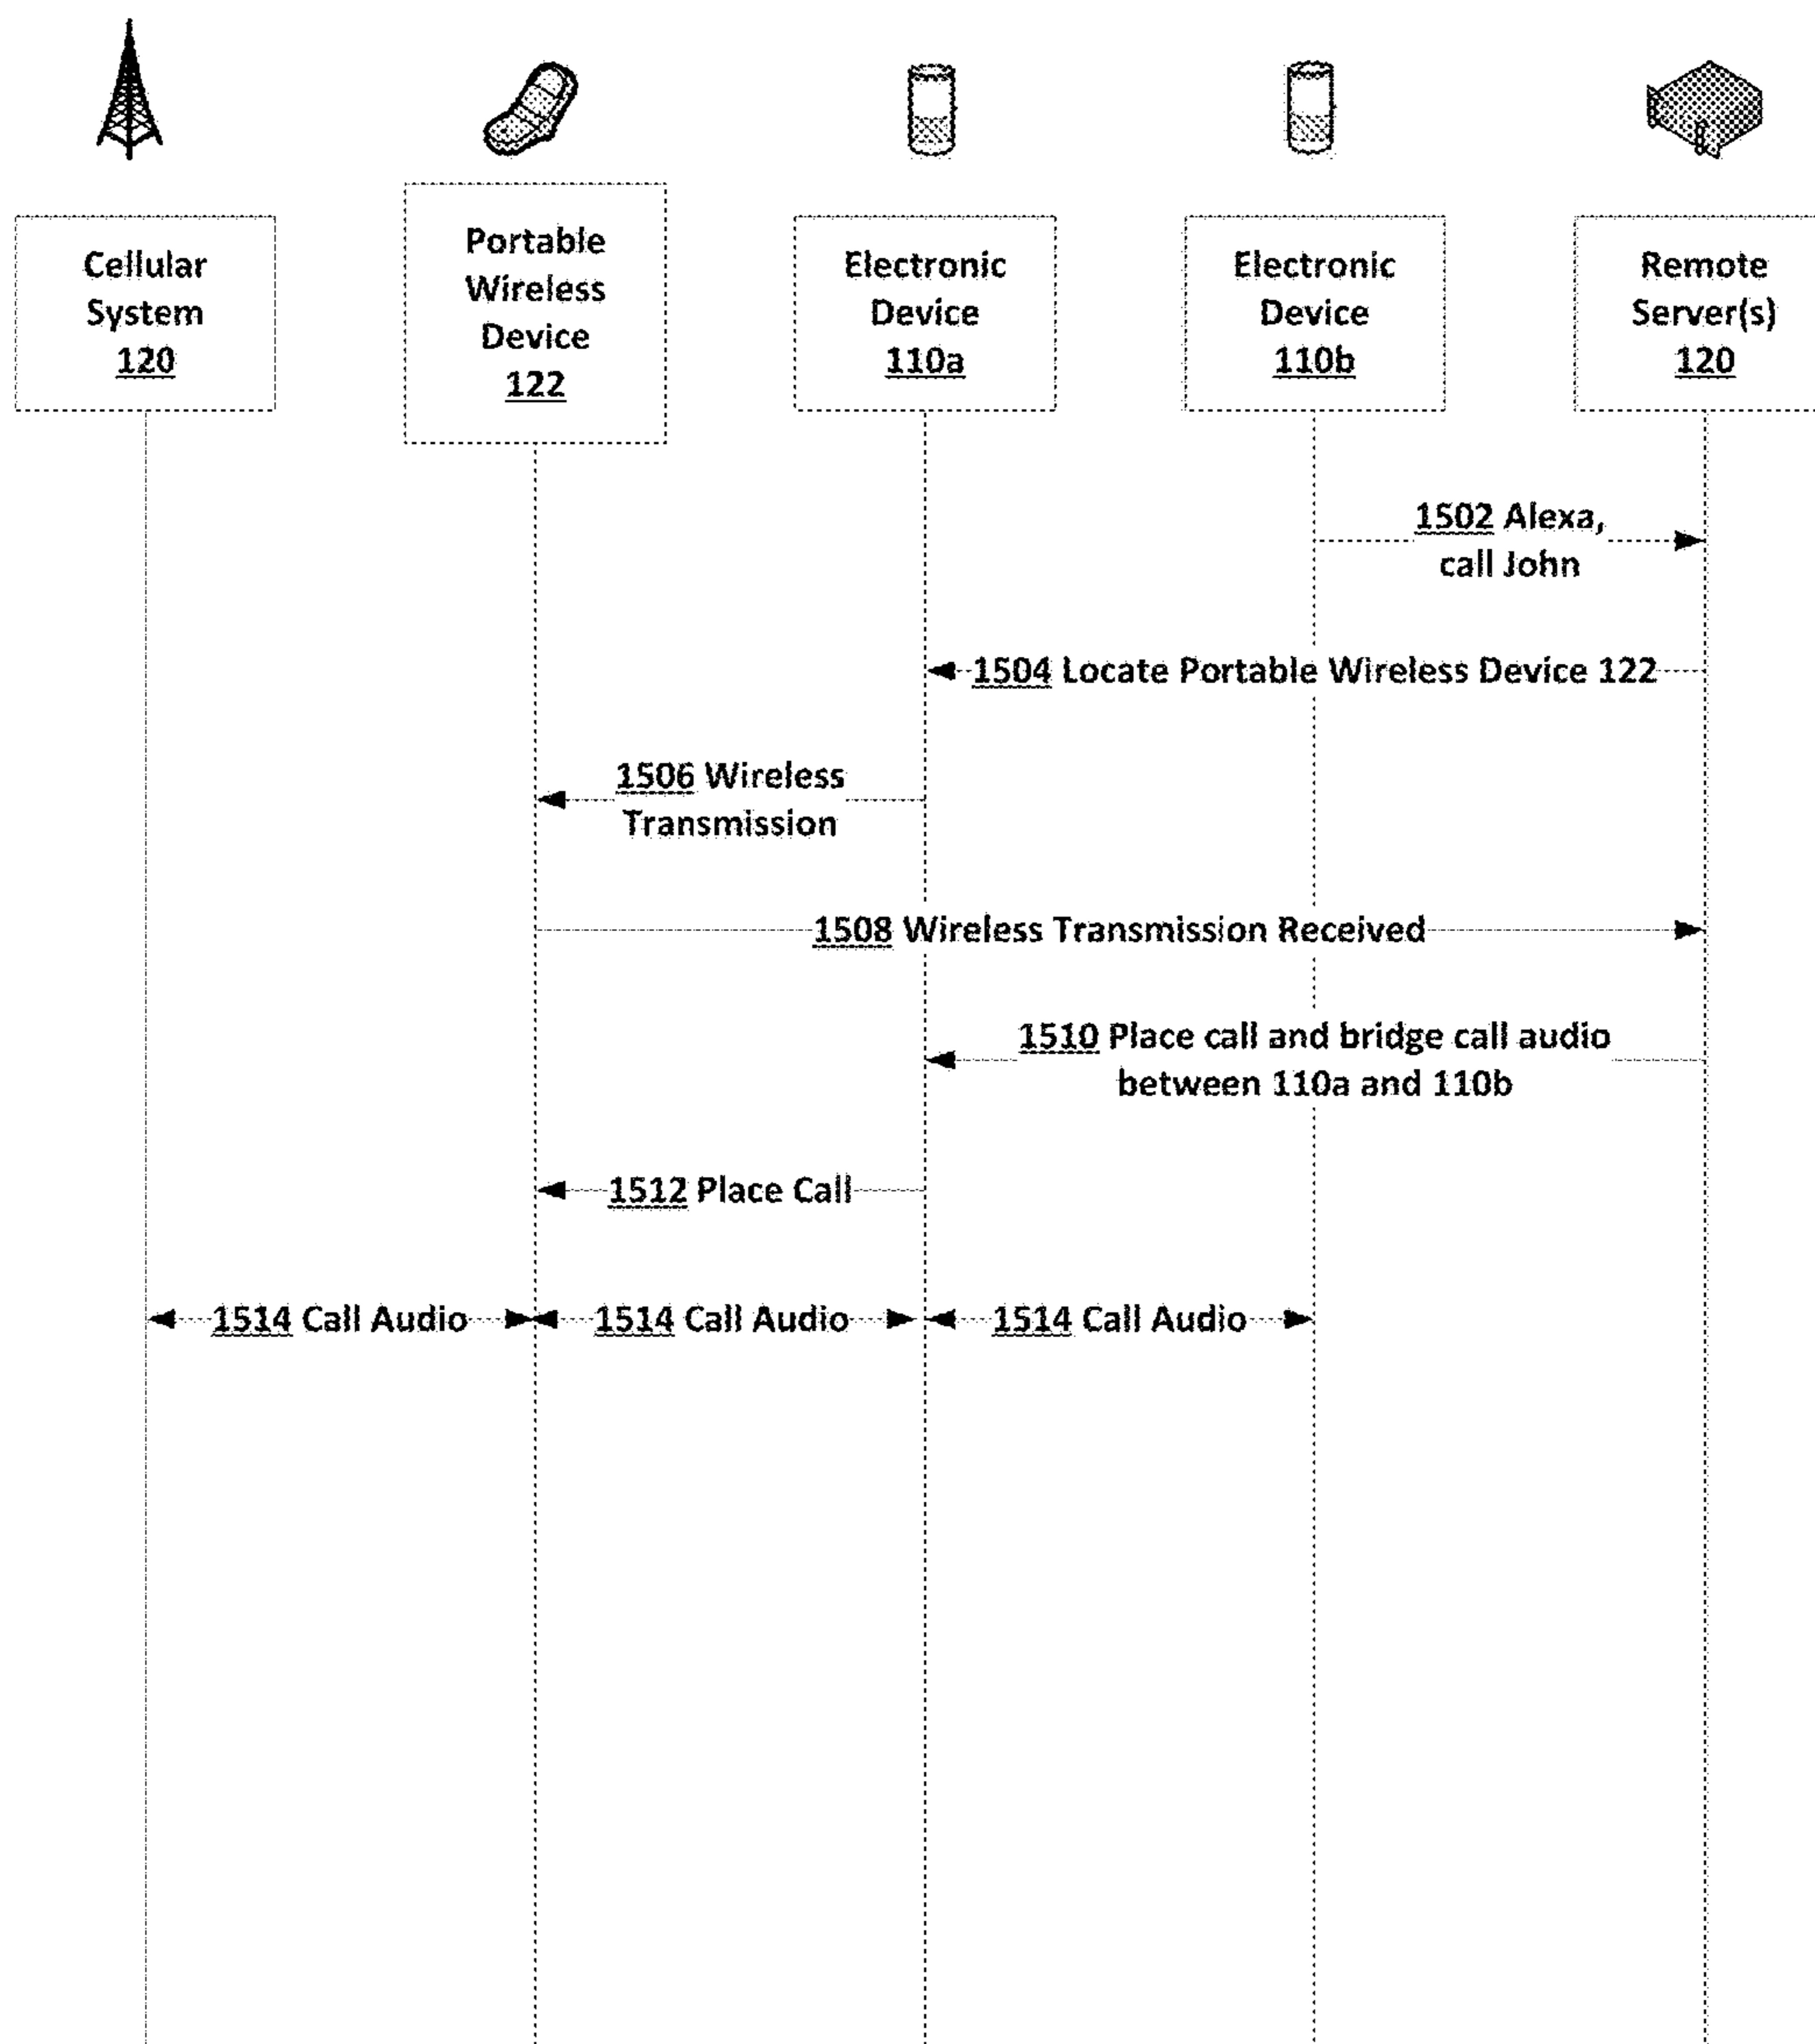 Cellular
System
120
Portable
Wireless
Device
122
Electronic
Device
110a
Electronic
Device
110b
Remote
Server(s)
120
1502 Alexa,
call John
1504 Locate Portable Wireless Device 122
1506 Wireless
Transmission
1508 Wireless Transmission Received
1510 Place call and bridge call audio
between 110a and 110b
1512 Place Call
1514 Call Audio
1514 Call Audio
1514 Call Audio